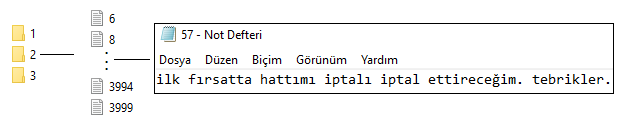 1
2
3
6
8
3994
3999
57 - Not Defteri
Dosya Düzen Biçim Görünüm Yardım
ilk fırsatta hattımı iptalı iptal ettireceğim. tebrikler.